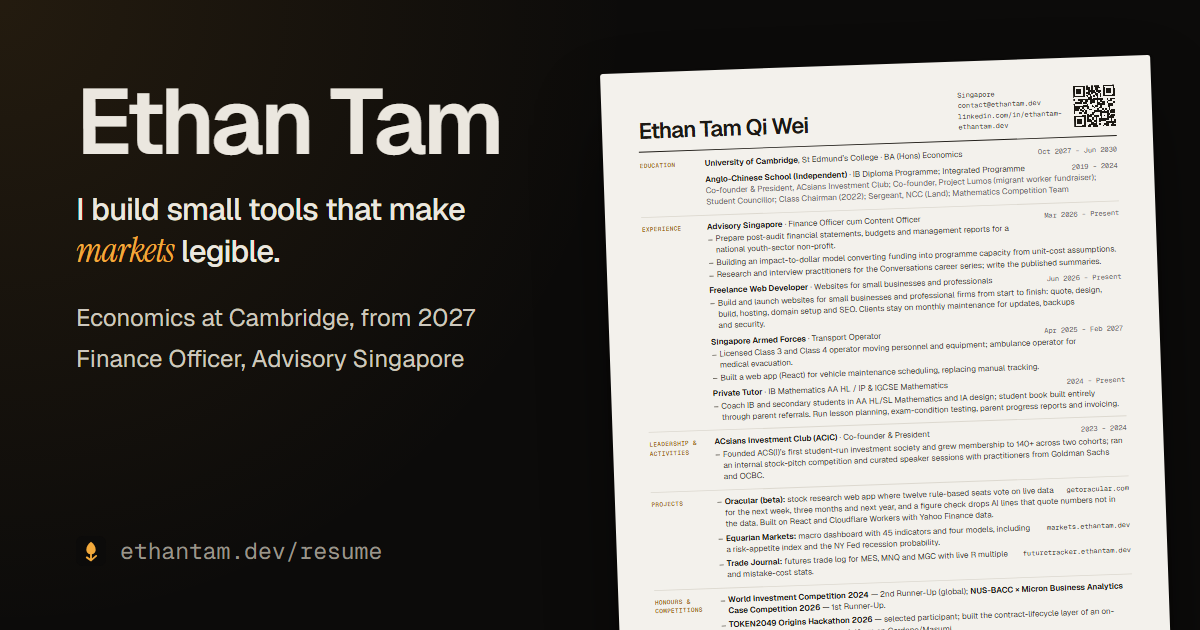 Ethan Tam
I build small tools that make
markets legible.
Economics at Cambridge, from 2027
Finance Officer, Advisory Singapore
ethantam.dev/resume
Ethan Tam Qi Wei
Singapore
contact@ethantam.dev
linkedin.com/in/ethantam-
ethantam.dev
EDUCATION
University of Cambridge, St Edmund's College · BA (Hons) Economics
Oct 2027 – Jun 2030
Anglo-Chinese School (Independent) · IB Diploma Programme; Integrated Programme
2019 – 2024
Co-founder & President, ACsians Investment Club; Co-founder, Project Lumos (migrant worker fundraiser);
Student Councillor; Class Chairman (2022); Sergeant, NCC (Land); Mathematics Competition Team
EXPERIENCE
Advisory Singapore · Finance Officer cum Content Officer
Mar 2026 – Present
– Prepare post-audit financial statements, budgets and management reports for a
national youth-sector non-profit.
– Building an impact-to-dollar model converting funding into programme capacity from unit-cost assumptions.
– Research and interview practitioners for the Conversations career series; write the published summaries.
Freelance Web Developer · Websites for small businesses and professionals
Jun 2026 – Present
– Build and launch websites for small businesses and professional firms from start to finish: quote, design,
build, hosting, domain setup and SEO. Clients stay on monthly maintenance for updates, backups
and security.
Singapore Armed Forces · Transport Operator
Apr 2025 – Feb 2027
– Licensed Class 3 and Class 4 operator moving personnel and equipment; ambulance operator for
medical evacuation.
– Built a web app (React) for vehicle maintenance scheduling, replacing manual tracking.
Private Tutor · IB Mathematics AA HL / IP & IGCSE Mathematics
2024 – Present
– Coach IB and secondary students in AA HL/SL Mathematics and IA design; student book built entirely
through parent referrals. Run lesson planning, exam-condition testing, parent progress reports and invoicing.
LEADERSHIP &
ACTIVITIES
ACsians Investment Club (ACIC) · Co-founder & President
2023 – 2024
– Founded ACS(I)'s first student-run investment society and grew membership to 140+ across two cohorts; ran
an internal stock-pitch competition and curated speaker sessions with practitioners from Goldman Sachs
and OCBC.
PROJECTS
– Oracular (beta): stock research web app where twelve rule-based seats vote on live data
getoracular.com
for the next week, three months and next year, and a figure check drops AI lines that quote numbers not in
the data. Built on React and Cloudflare Workers with Yahoo Finance data.
– Equarian Markets: macro dashboard with 45 indicators and four models, including
markets.ethantam.dev
a risk-appetite index and the NY Fed recession probability.
– Trade Journal: futures trade log for MES, MNQ and MGC with live R multiple
futuretracker.ethantam.dev
and mistake-cost stats.
HONOURS &
COMPETITIONS
– World Investment Competition 2024 — 2nd Runner-Up (global); NUS-BACC × Micron Business Analytics
Case Competition 2026 — 1st Runner-Up.
– TOKEN2049 Origins Hackathon 2026 — selected participant; built the contract-lifecycle layer of an on-